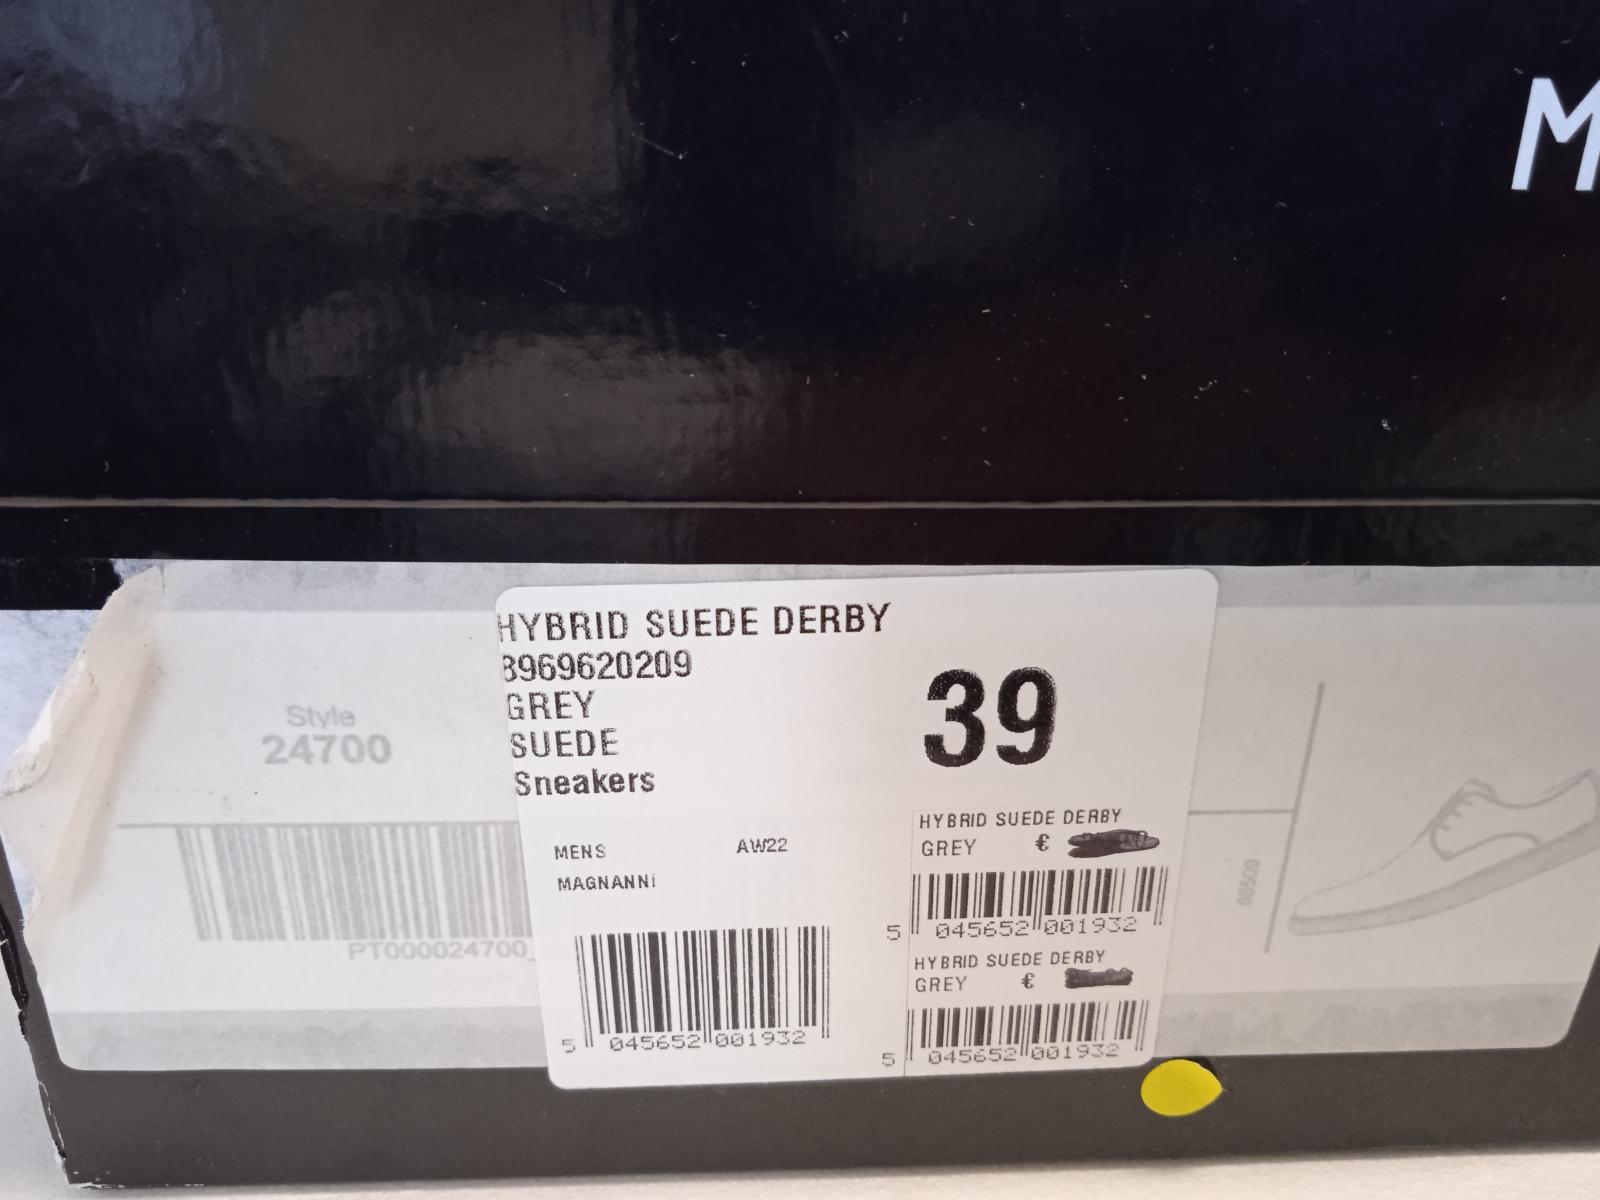 M
HYBRID SUEDE DERBY
8969620209
GREY
SUEDE
Sneakers
39
MENS AW22
MAGNANNi
5 045652 001932
HYBRID SUEDE DERBY
GREY €
5 045652 001932
HYBRID SUEDE DERBY
GREY €
5 045652 001932
Style
24700
PT000024700_